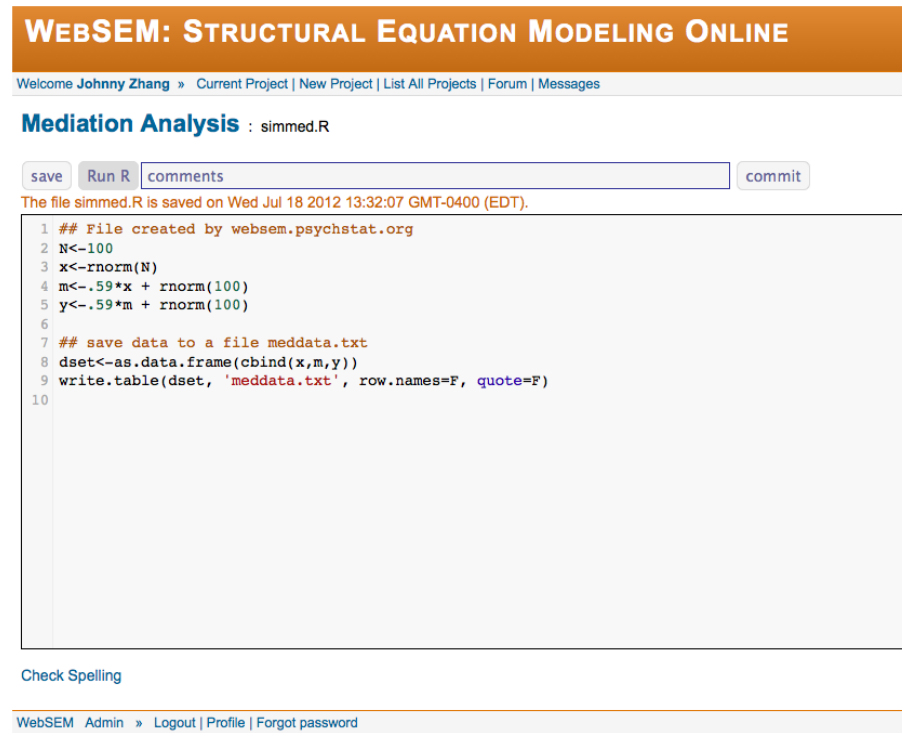 WEBSEM: STRUCTURAL EQUATION MODELING ONLINE
Welcome Johnny Zhang » Current Project | New Project | List All Projects | Forum | Messages
Mediation Analysis : simmed.R
save Run R comments commit
The file simmed.R is saved on Wed Jul 18 2012 13:32:07 GMT-0400 (EDT).
1 ## File created by websem.psychstat.org
2 N<-100
3 x<-rnorm(N)
4 m<-.59*x + rnorm(100)
5 y<-.59*m + rnorm(100)
6
7 ## save data to a file meddata.txt
8 dset<-as.data.frame(cbind(x,m,y))
9 write.table(dset, 'meddata.txt', row.names=F, quote=F)
10
Check Spelling
WebSEM Admin » Logout | Profile | Forgot password